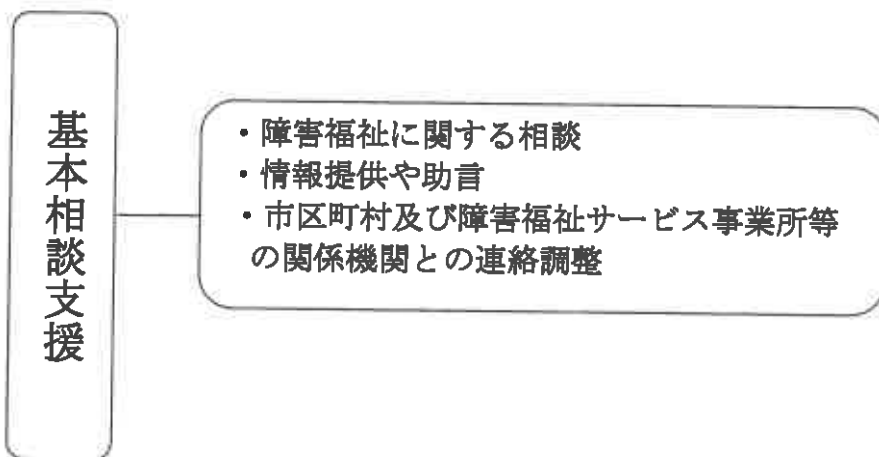 基本相談支援
・障害福祉に関する相談
・情報提供や助言
・市区町村及び障害福祉サービス事業所等
の関係機関との連絡調整